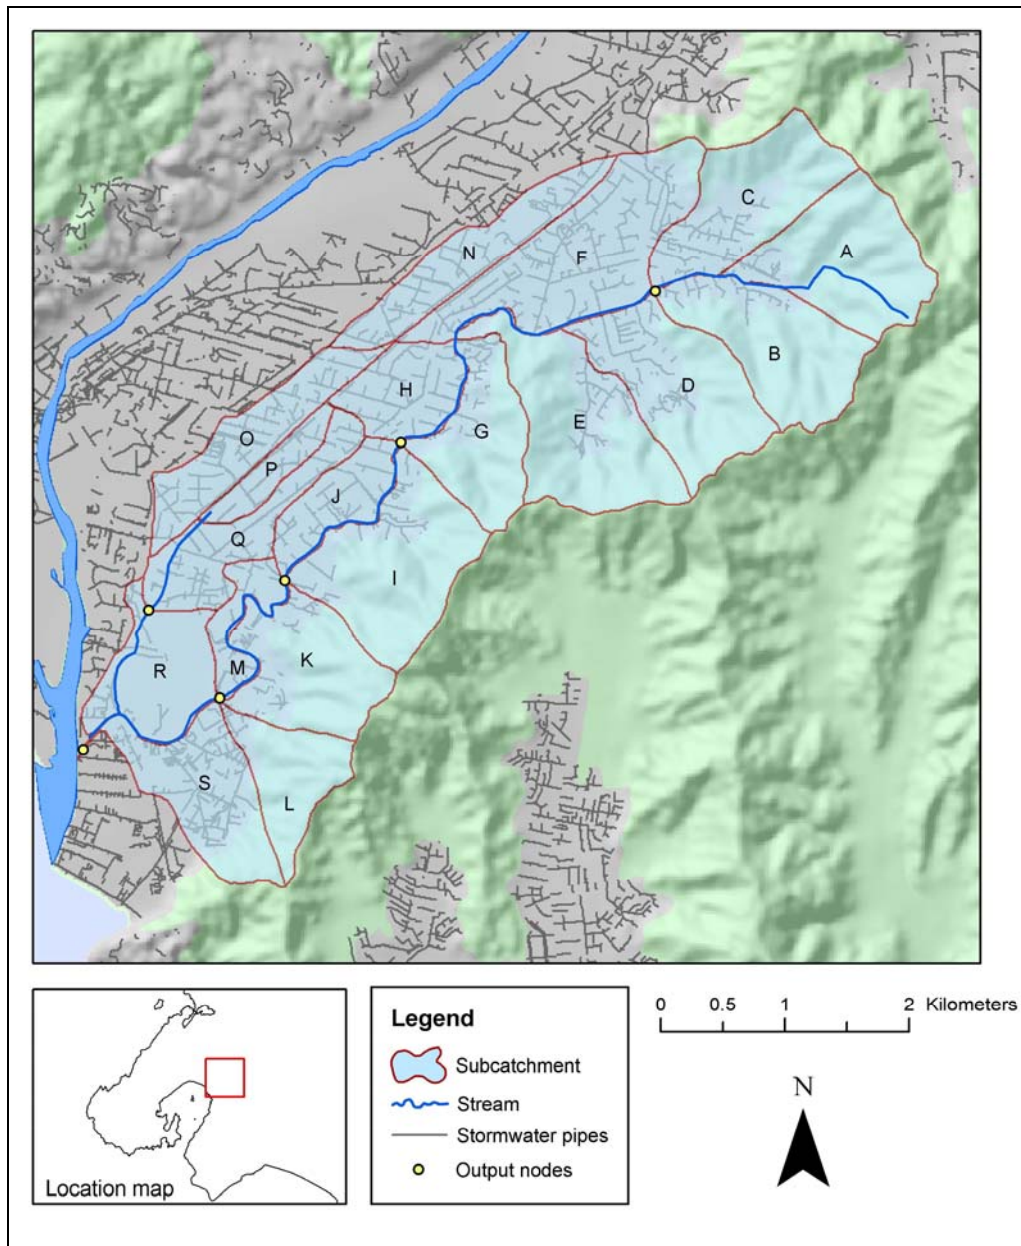 C
A
N
F
B
D
H
E
G
O
P
J
Q
I
K
M
R
S
L
Location map
Legend
Subcatchment
Stream
Stormwater pipes
Output nodes
0 0.5 1 2 Kilometers
N